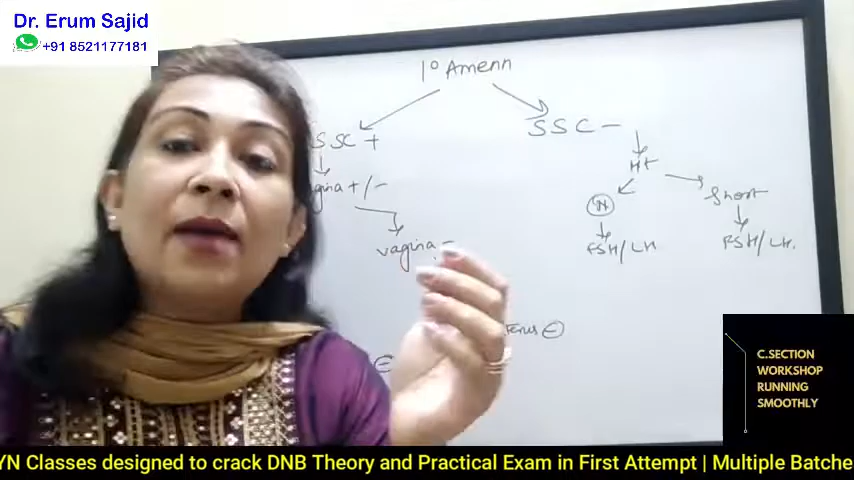 Dr. Erum Sajid
+91 8521177181
1° Amenn
SSC +
SSC -
Ht
vagina +/-
N
Short
FSH/LH
FSH/LH.
vagina -
C.SECTION
WORKSHOP
RUNNING
SMOOTHLY
YN Classes designed to crack DNB Theory and Practical Exam in First Attempt | Multiple Batche